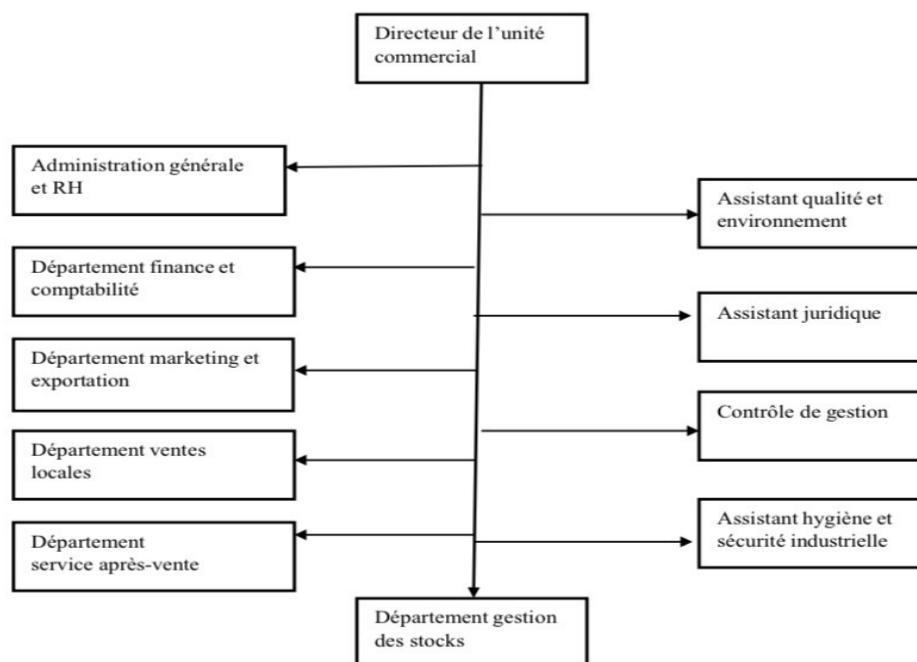 Directeur de l’unité
commercial
Administration générale
et RH
Assistant qualité et
environnement
Département finance et
comptabilité
Assistant juridique
Département marketing et
exportation
Contrôle de gestion
Département ventes
locales
Assistant hygiène et
sécurité industrielle
Département
service après-vente
Département gestion
des stocks